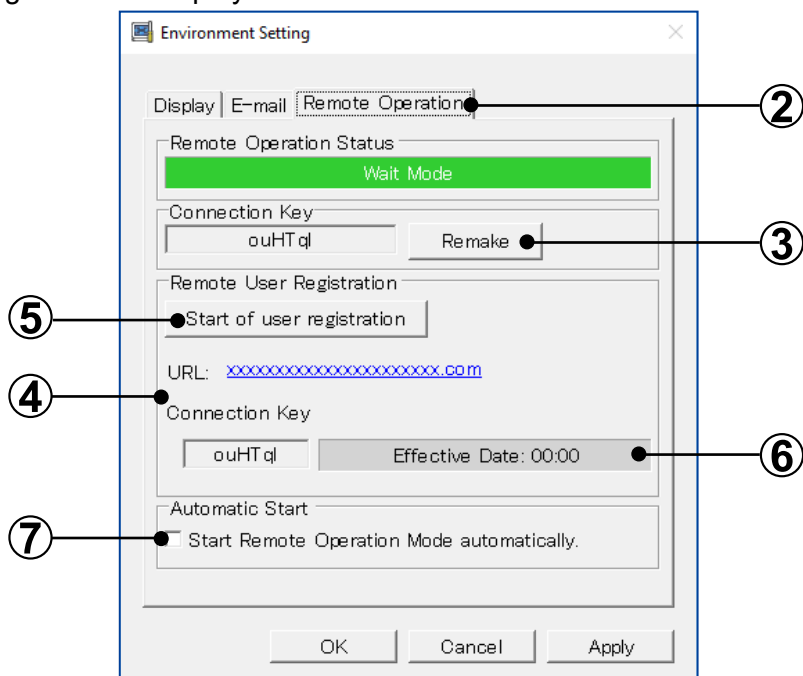 Environment Setting
Display E-mail Remote Operation
②
Remote Operation Status
Wait Mode
Connection Key
ouHTql Remake
③
Remote User Registration
⑤
Start of user registration
URL: xxxxxxxxxxxxxxxxxxxxxx.com
④
Connection Key
ouHTql Effective Date: 00:00
⑥
Automatic Start
⑦
Start Remote Operation Mode automatically.
OK Cancel Apply